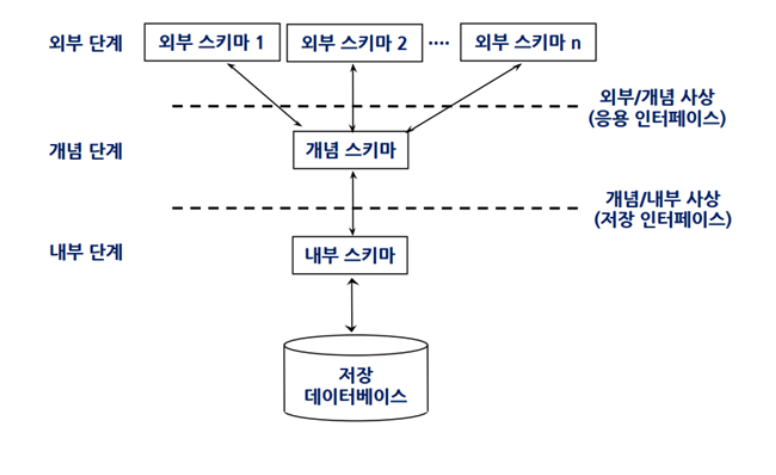 외부 단계
외부 스키마 1
외부 스키마 2
····
외부 스키마 n
외부/개념 사상
(응용 인터페이스)
개념 단계
개념 스키마
개념/내부 사상
(저장 인터페이스)
내부 단계
내부 스키마
저장
데이터베이스